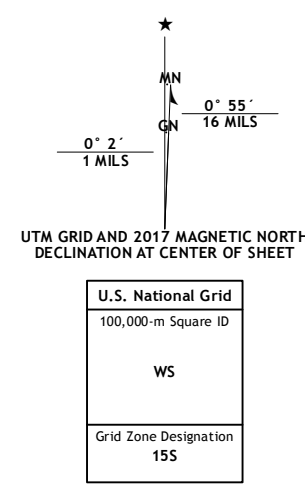 ★
MN
0° 55´
16 MILS
GN
0° 2´
1 MILS
UTM GRID AND 2017 MAGNETIC NORTH
DECLINATION AT CENTER OF SHEET
U.S. National Grid
100,000-m Square ID
WS
Grid Zone Designation
15S